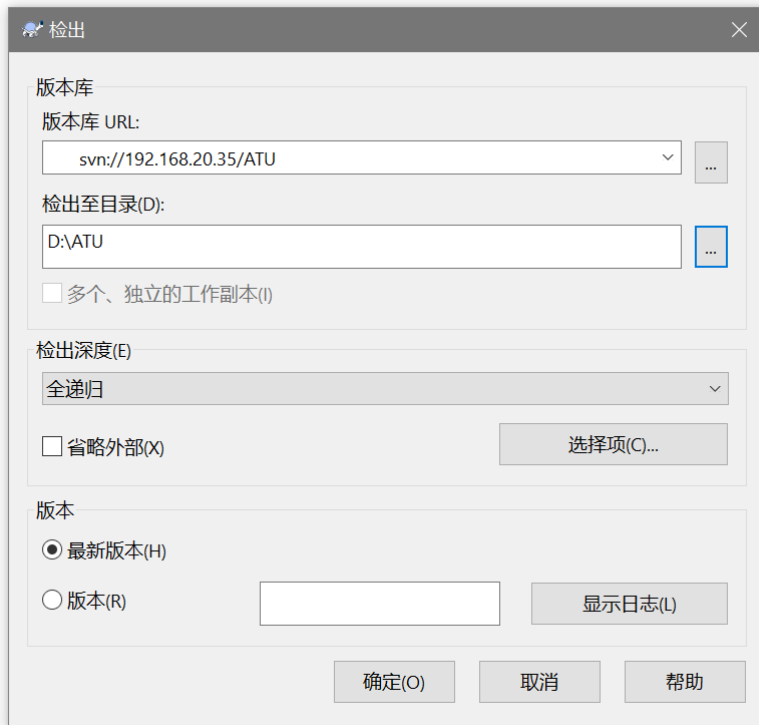 检出
版本库
版本库 URL:
svn://192.168.20.35/ATU
...
检出至目录(D):
D:\ATU
...
多个、独立的工作副本(I)
检出深度(E)
全递归
省略外部(X)
选择项(C)...
版本
最新版本(H)
版本(R)
显示日志(L)
确定(O)
取消
帮助